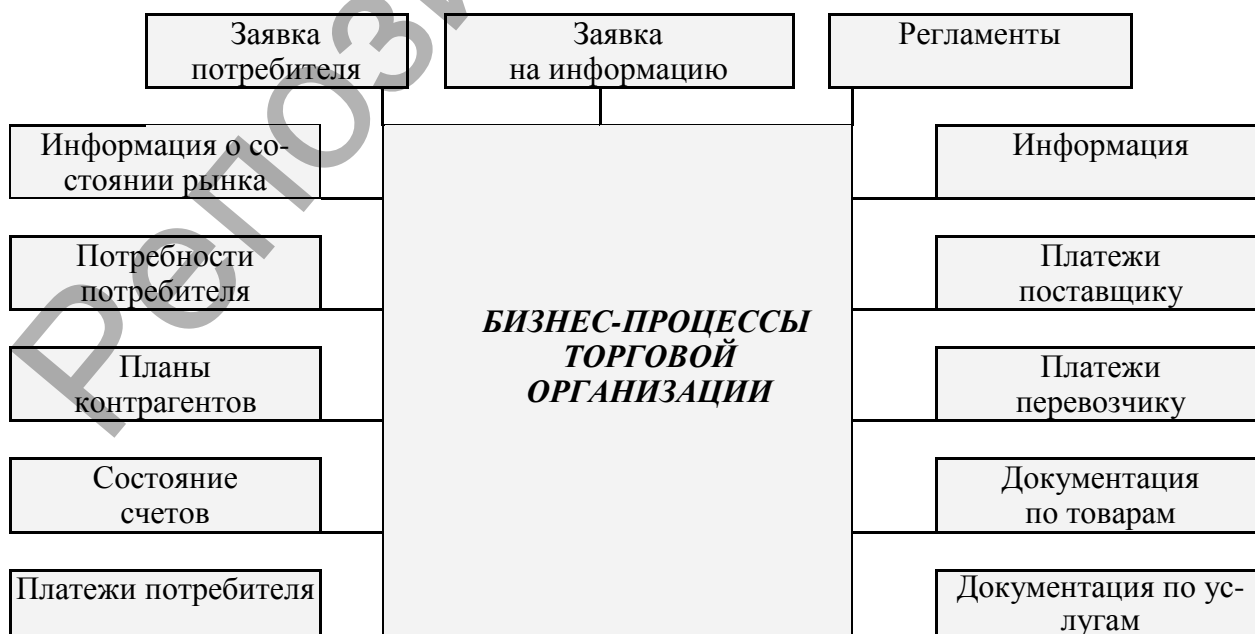 Заявка
потребителя
Заявка
на информацию
Регламенты
Информация о со-
стоянии рынка
Потребности
потребителя
Планы
контрагентов
Состояние
счетов
Платежи потребителя
БИЗНЕС-ПРОЦЕССЫ
ТОРГОВОЙ
ОРГАНИЗАЦИИ
Информация
Платежи
поставщику
Платежи
перевозчику
Документация
по товарам
Документация по ус-
лугам